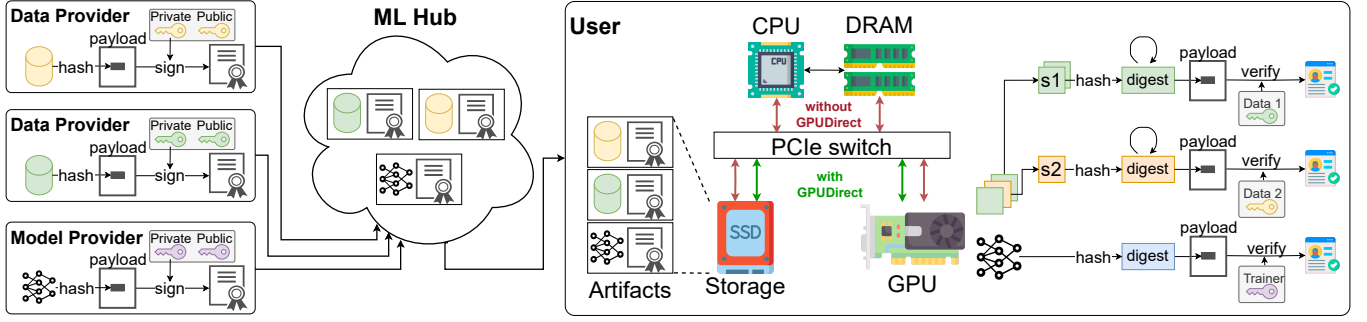 Data Provider
Private Public
payload
hash
sign
Data Provider
Private Public
payload
hash
sign
Model Provider
Private Public
payload
hash
sign
ML Hub
User
Artifacts
CPU
CPU
DRAM
without
GPUDirect
PCIe switch
with
GPUDirect
SSD
Storage
GPU
s1
hash
digest
payload
verify
Data 1
s2
hash
digest
payload
verify
Data 2
hash
digest
payload
verify
Trainer